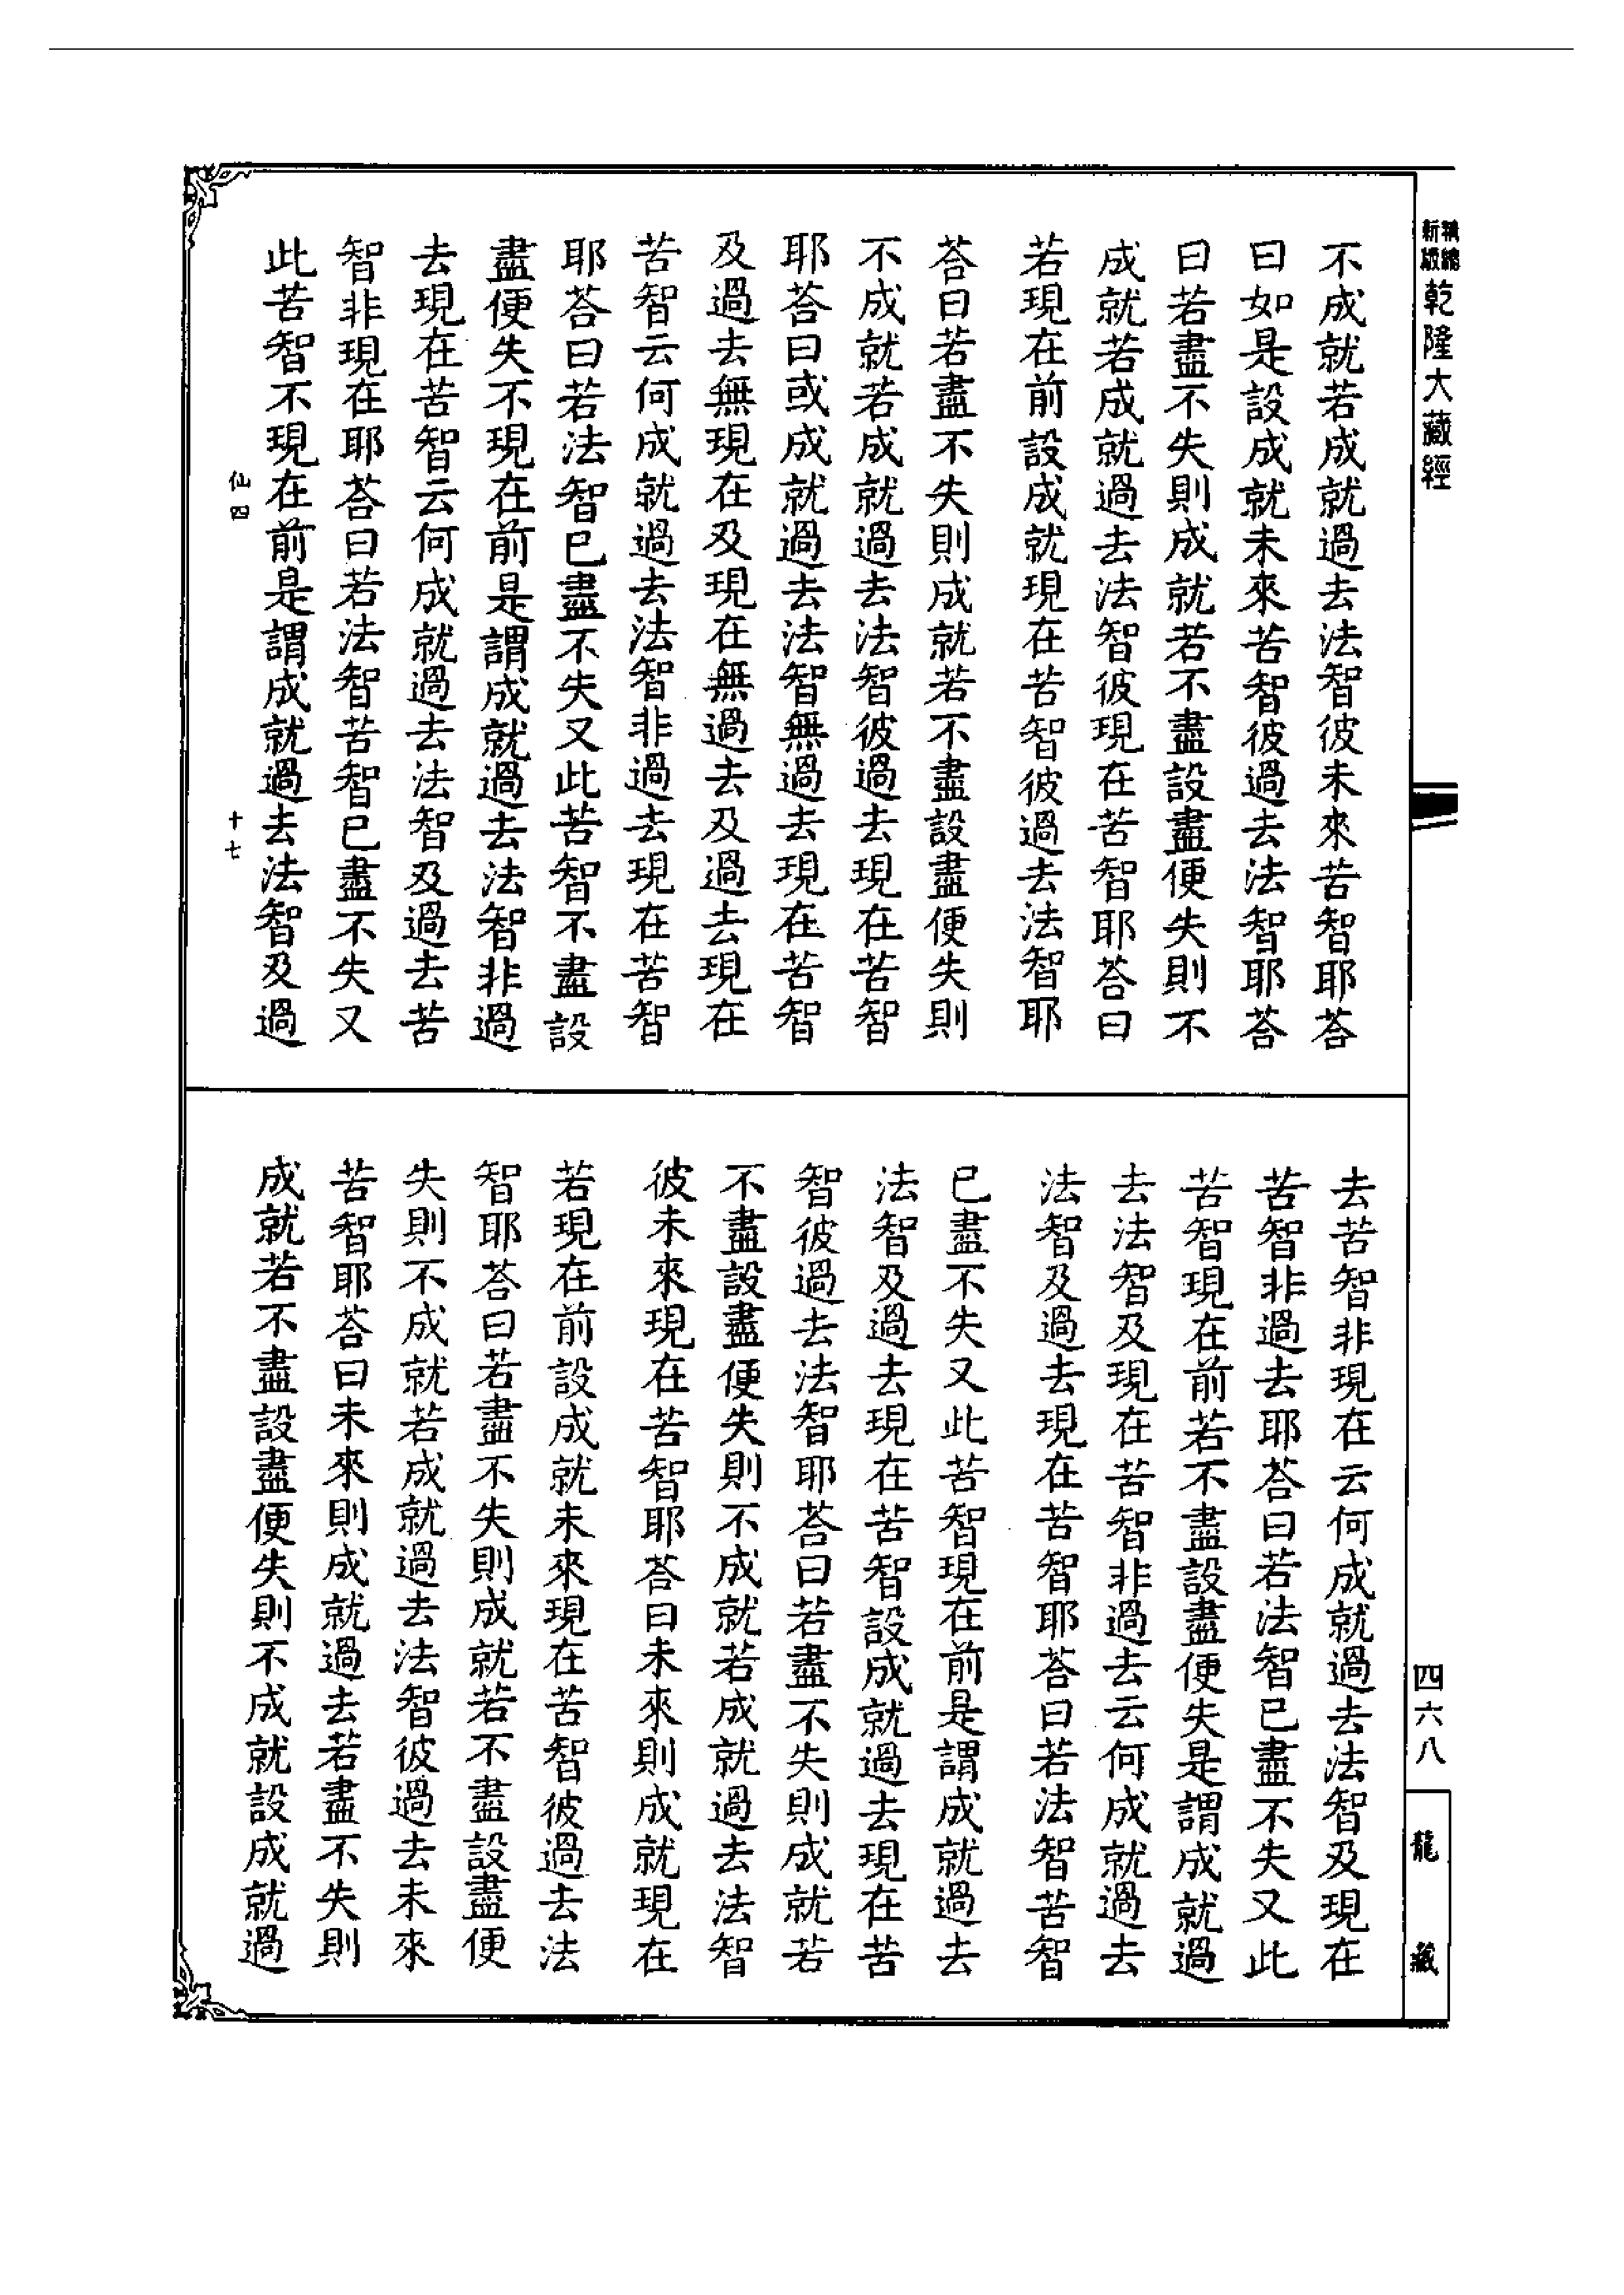 乾隆大藏經
不成就若成就過去法智彼未來苦智耶荅
曰如是設成就未來苦智彼過去法智耶荅
曰若盡不失則成就若不盡設盡便失則不
成就若成就過去法智彼現在苦智耶荅曰
若現在前設成就現在苦智彼過去法智耶
荅曰若盡不失則成就若不盡設盡便失則
不成就若成就過去法智彼過去現在苦智
耶荅曰或成就過去法智無過去現在苦智
及過去無現在及現在無過去及過去現在
苦智云何成就過去法智非過去現在苦智
耶荅曰若法智已盡不失又此苦智不盡設
盡便失不現在前是謂成就過去法智非過
去現在苦智云何成就過去法智及過去苦
智非現在耶荅曰若法智苦智已盡不失又
此苦智不現在前是謂成就過去法智及過
仙四
十七
去苦智非現在云何成就過去法智及現在
苦智非過去耶荅曰若法智已盡不失又此
苦智現在前若不盡設盡便失是謂成就過
去法智及現在苦智非過去云何成就過去
法智及過去現在苦智耶荅曰若法智苦智
已盡不失又此苦智現在前是謂成就過去
法智及過去現在苦智設成就過去現在苦
智彼過去法智耶荅曰若盡不失則成就若
不盡設盡便失則不成就若成就過去法智
彼未來現在苦智耶荅曰未來則成就現在
若現在前設成就未來現在苦智彼過去法
智耶荅曰若盡不失則成就若不盡設盡便
失則不成就若成就過去法智彼過去未來
苦智耶荅曰未來則成就過去若盡不失則
成就若不盡設盡便失則不成就設成就過
四六八
龍藏